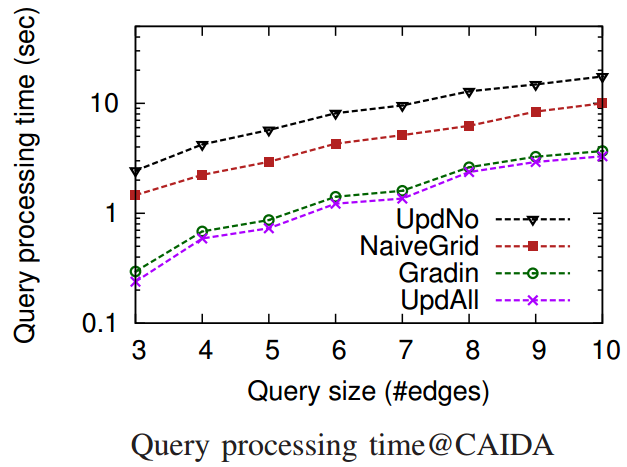 Query processing time (sec)
10
1
0.1
UpdNo
NaiveGrid
Gradin
UpdAll
3 4 5 6 7 8 9 10
Query size (#edges)
Query processing time@CAIDA